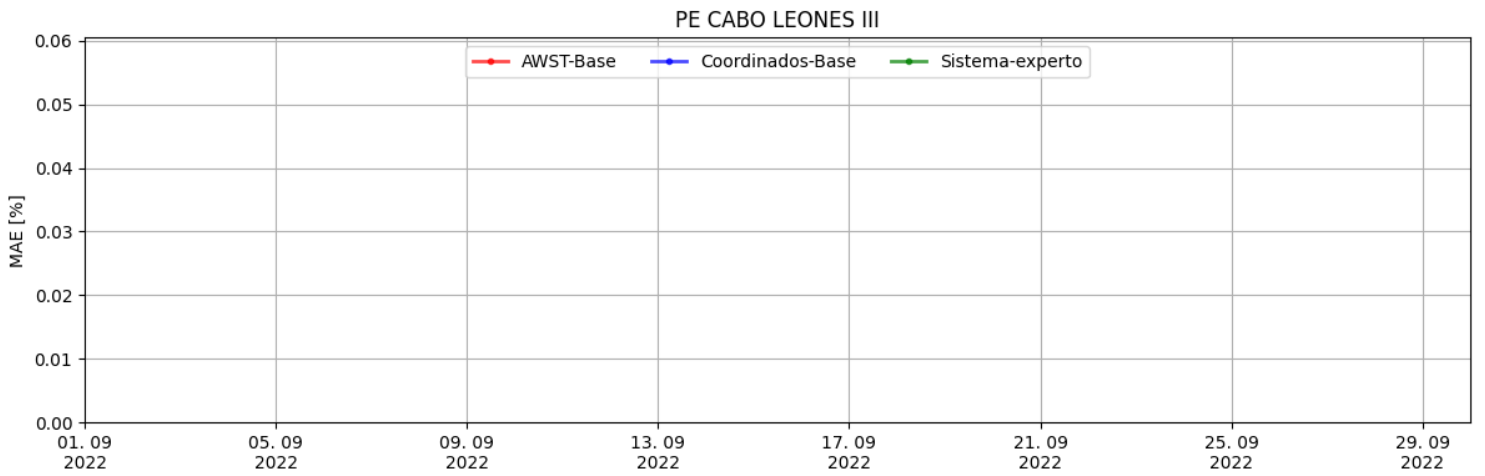 PE CABO LEONES III
AWST-Base Coordinados-Base Sistema-experto
MAE [%]
0.06
0.05
0.04
0.03
0.02
0.01
0.00
01. 09 05. 09 09. 09 13. 09 17. 09 21. 09 25. 09 29. 09
2022 2022 2022 2022 2022 2022 2022 2022